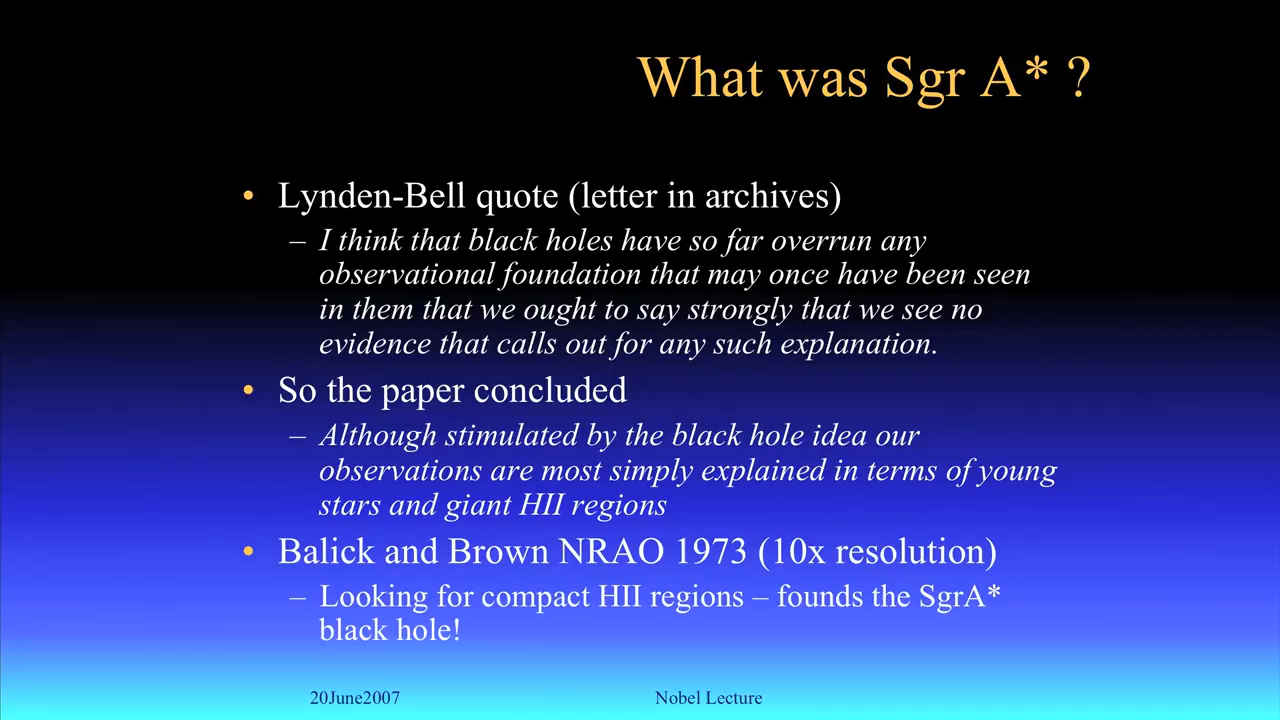 What was Sgr A* ?
• Lynden-Bell quote (letter in archives)
– I think that black holes have so far overrun any
observational foundation that may once have been seen
in them that we ought to say strongly that we see no
evidence that calls out for any such explanation.
• So the paper concluded
– Although stimulated by the black hole idea our
observations are most simply explained in terms of young
stars and giant HII regions
• Balick and Brown NRAO 1973 (10x resolution)
– Looking for compact HII regions – founds the SgrA*
black hole!
20June2007
Nobel Lecture